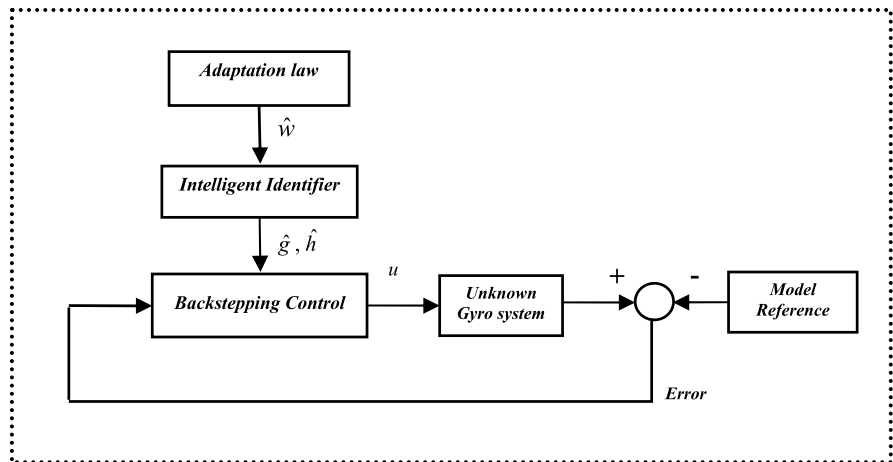 Adaptation law
ŵ
Intelligent Identifier
ĝ , ĥ
u
Backstepping Control
Unknown
Gyro system
+
-
Model
Reference
Error